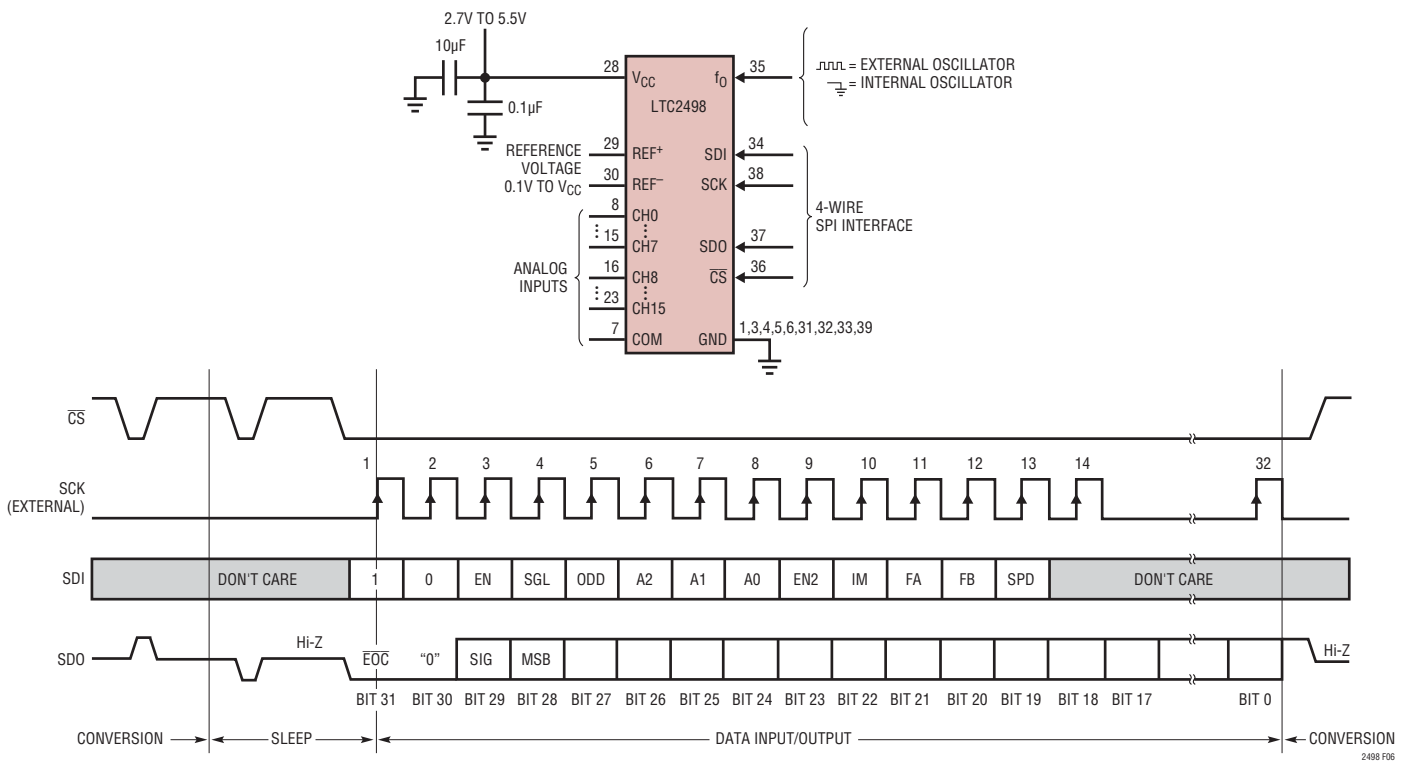 2.7V TO 5.5V
10µF
0.1µF
28
V_CC
f_O
35
LTC2498
= EXTERNAL OSCILLATOR
= INTERNAL OSCILLATOR
REFERENCE
VOLTAGE
0.1V TO V_CC
29
REF+
30
REF–
SDI
34
SCK
38
8
CH0
15
CH7
16
CH8
23
CH15
7
COM
ANALOG
INPUTS
SDO
37
CS
36
4-WIRE
SPI INTERFACE
GND
1,3,4,5,6,31,32,33,39
CS
1 2 3 4 5 6 7 8 9 10 11 12 13 14 32
SCK
(EXTERNAL)
SDI DON'T CARE 1 0 EN SGL ODD A2 A1 A0 EN2 IM FA FB SPD DON'T CARE
SDO Hi-Z EOC “0” SIG MSB Hi-Z
BIT 31 BIT 30 BIT 29 BIT 28 BIT 27 BIT 26 BIT 25 BIT 24 BIT 23 BIT 22 BIT 21 BIT 20 BIT 19 BIT 18 BIT 17 BIT 0
CONVERSION SLEEP DATA INPUT/OUTPUT CONVERSION
2498 F06